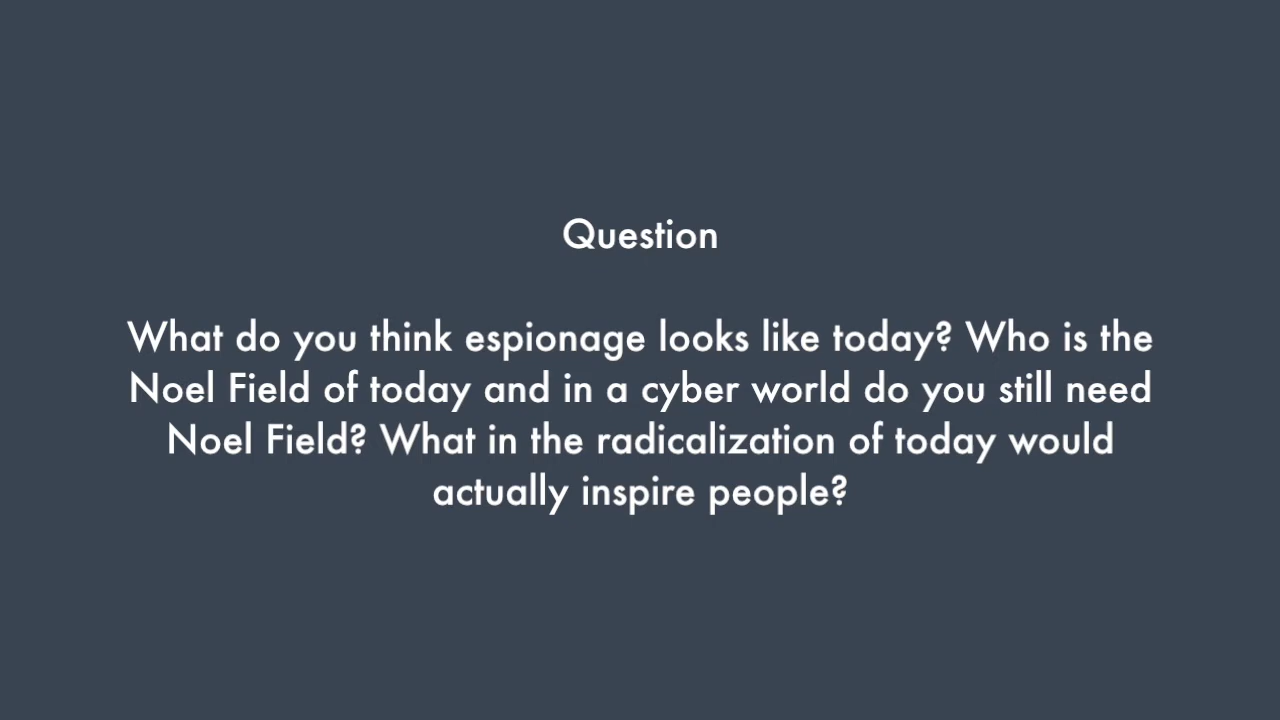 Question
What do you think espionage looks like today? Who is the
Noel Field of today and in a cyber world do you still need
Noel Field? What in the radicalization of today would
actually inspire people?